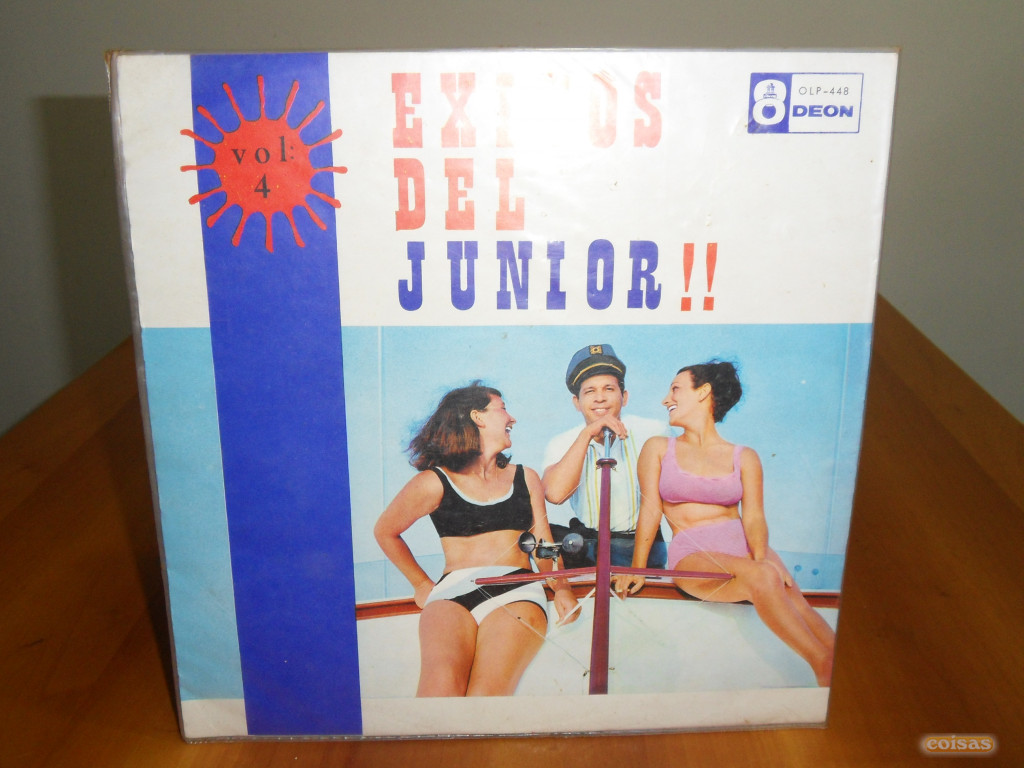 vol:
4
EXITOS
DEL
JUNIOR!!
OLP-448
ODEON
coisas